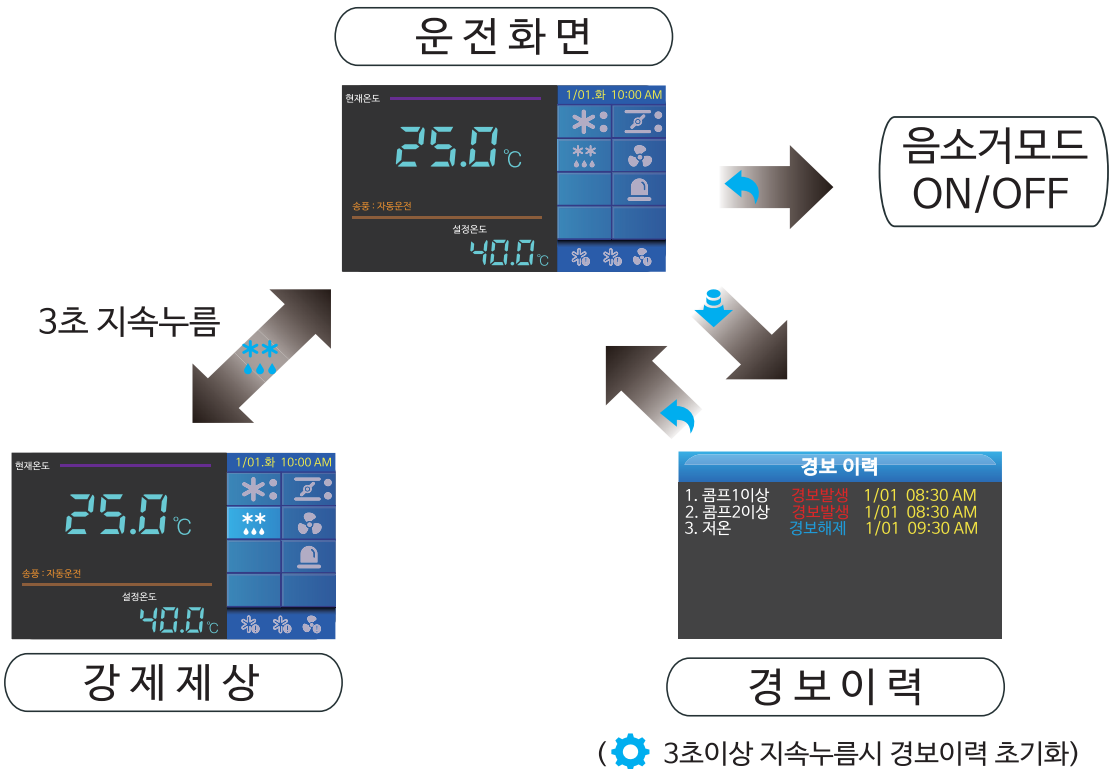 운전화면
현재온도
1/01.화 10:00 AM
25.0℃
송풍 : 자동운전
설정온도
40.0℃
음소거모드
ON/OFF
3초 지속누름
현재온도
1/01.화 10:00 AM
25.0℃
송풍 : 자동운전
설정온도
40.0℃
강제제상
경보 이력
1. 콤프1이상 경보발생 1/01 08:30 AM
2. 콤프2이상 경보발생 1/01 08:30 AM
3. 저온 경보해제 1/01 09:30 AM
경보이력
( 3초이상 지속누름시 경보이력 초기화)